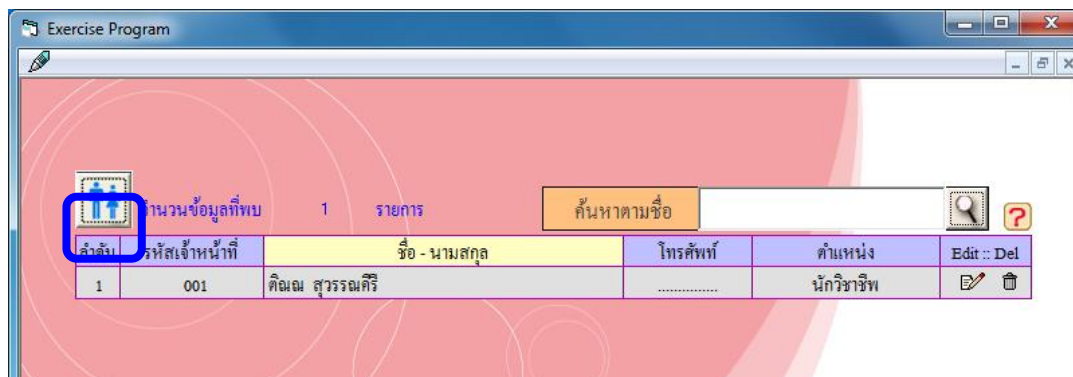 Exercise Program
จำนวนข้อมูลที่พบ 1 รายการ ค้นหาตามชื่อ
ลำดับ รหัสเจ้าหน้าที่ ชื่อ - นามสกุล โทรศัพท์ ตำแหน่ง Edit :: Del
1 001 ติณณ สุวรรณศิริ ............... นักวิชาชีพ